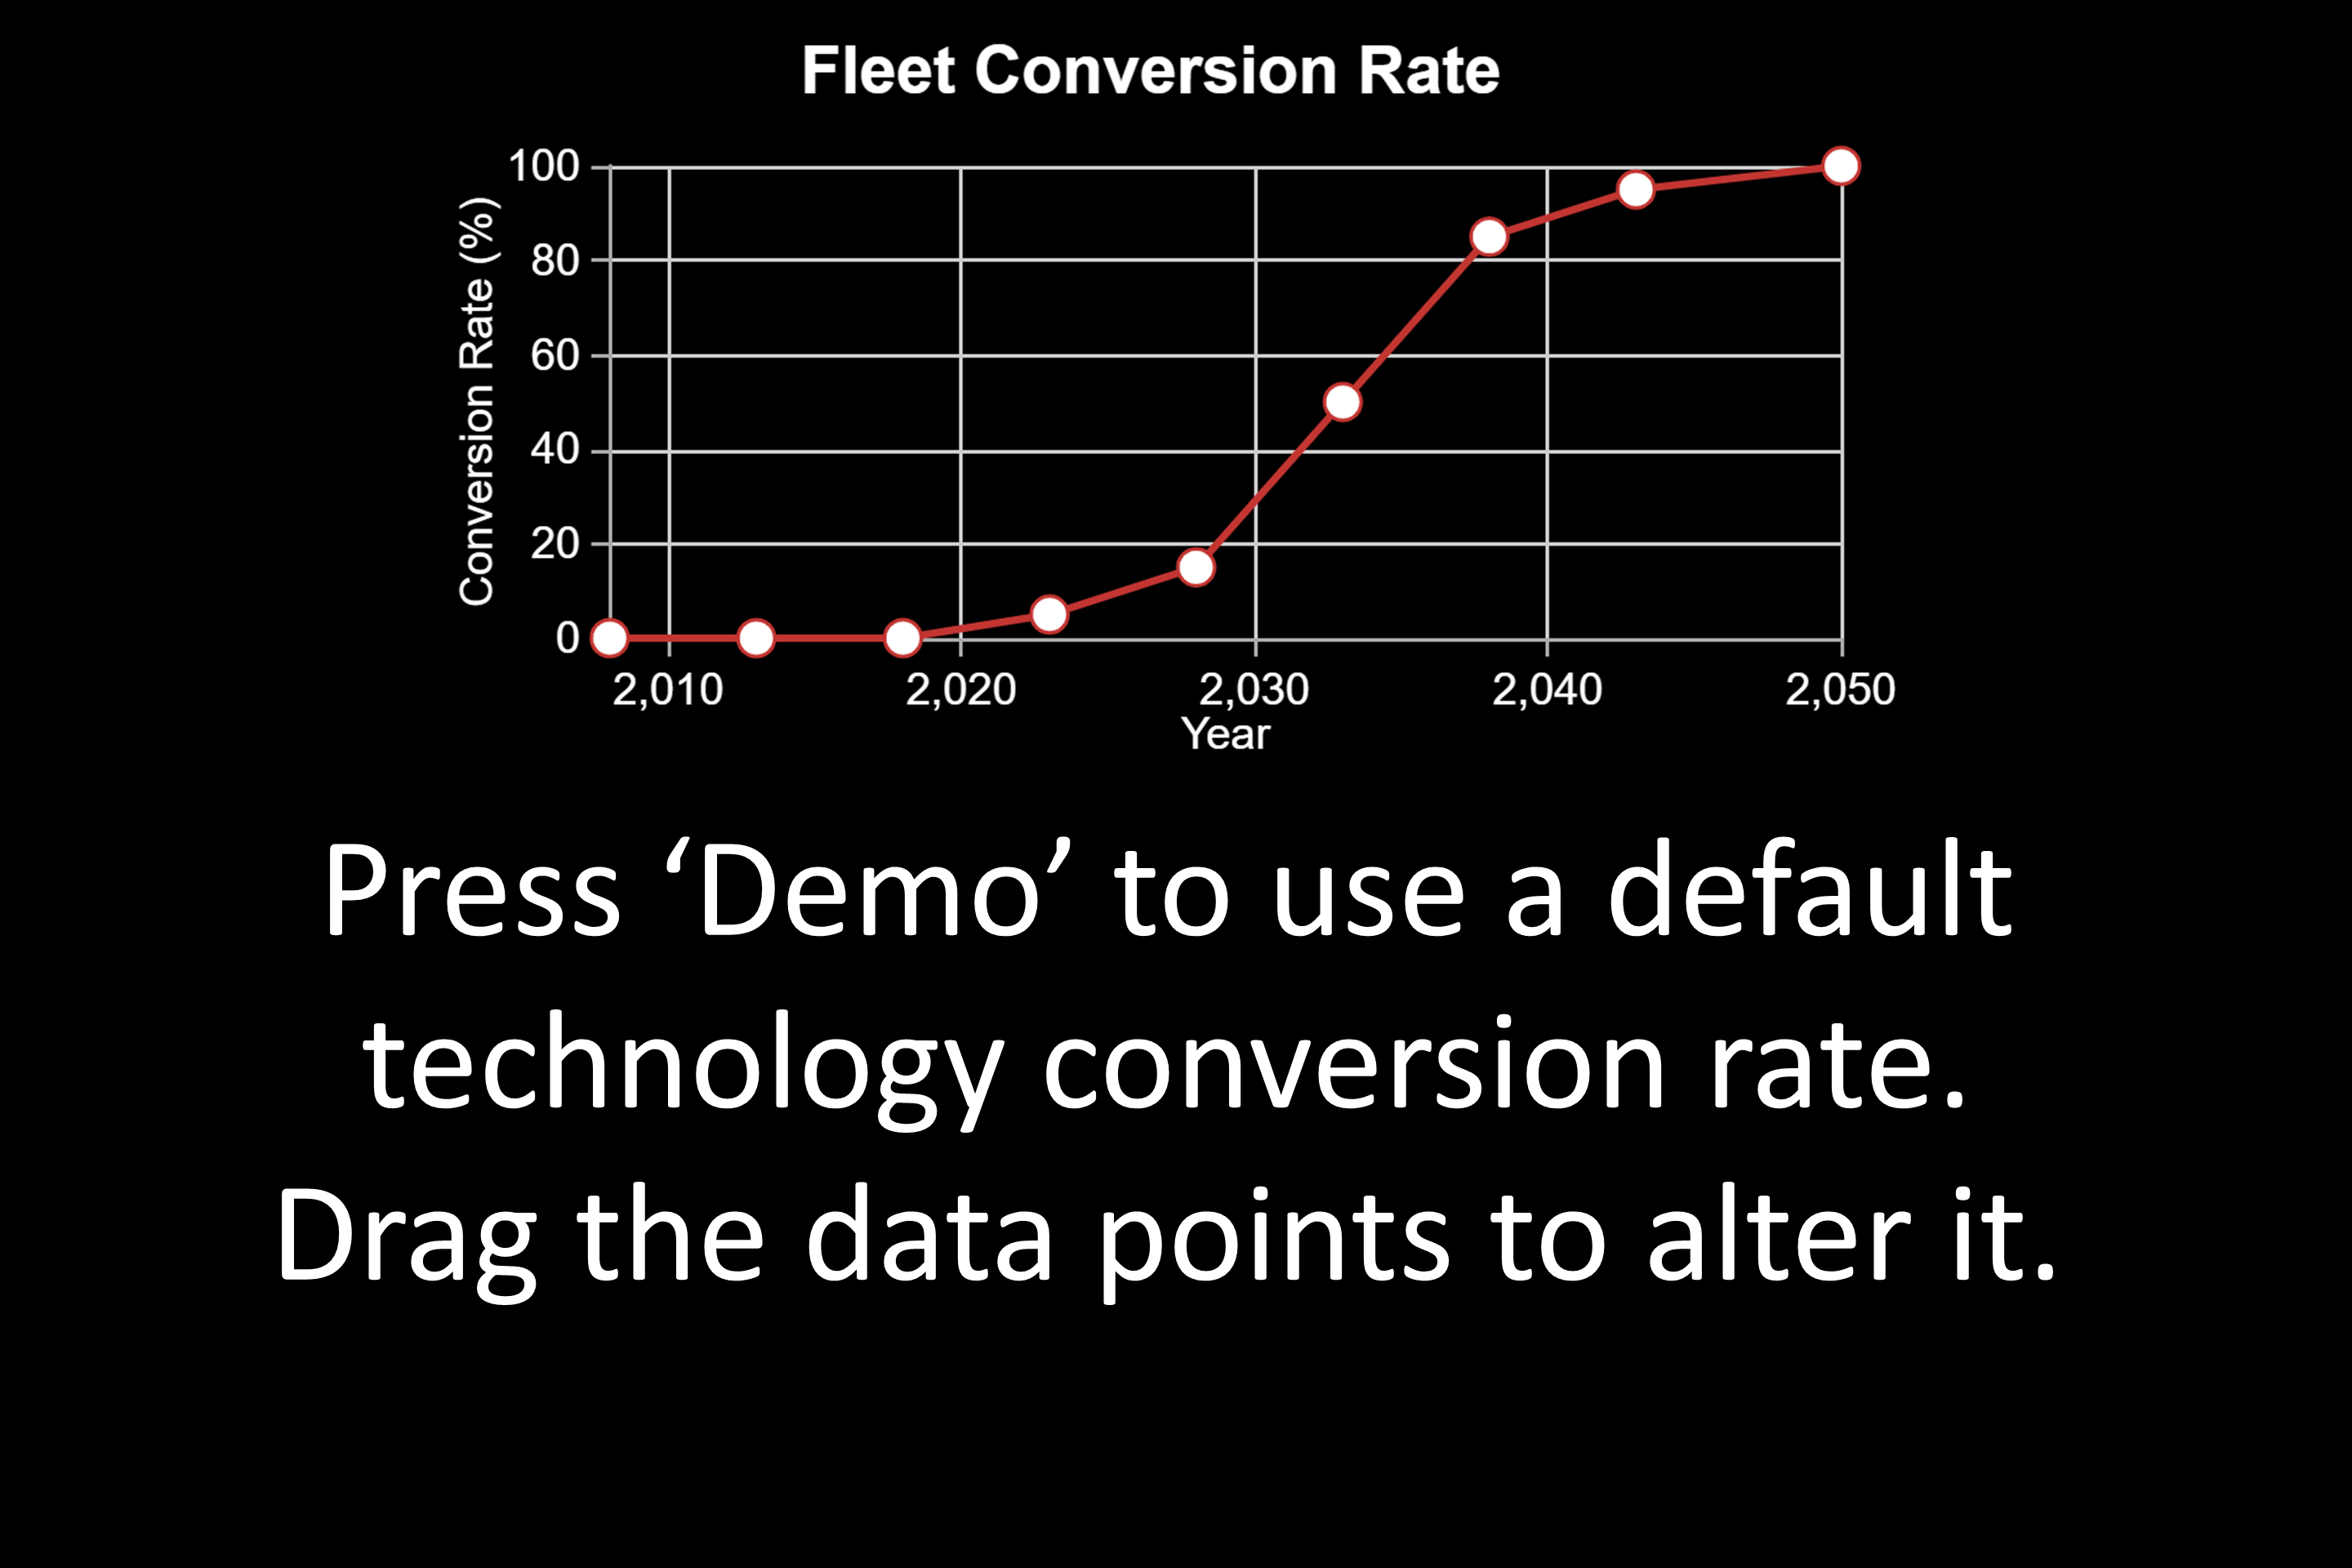 Fleet Conversion Rate
Conversion Rate (%)
100
80
60
40
20
0
2,010 2,020 2,030 2,040 2,050
Year
Press ‘Demo’ to use a default
technology conversion rate.
Drag the data points to alter it.